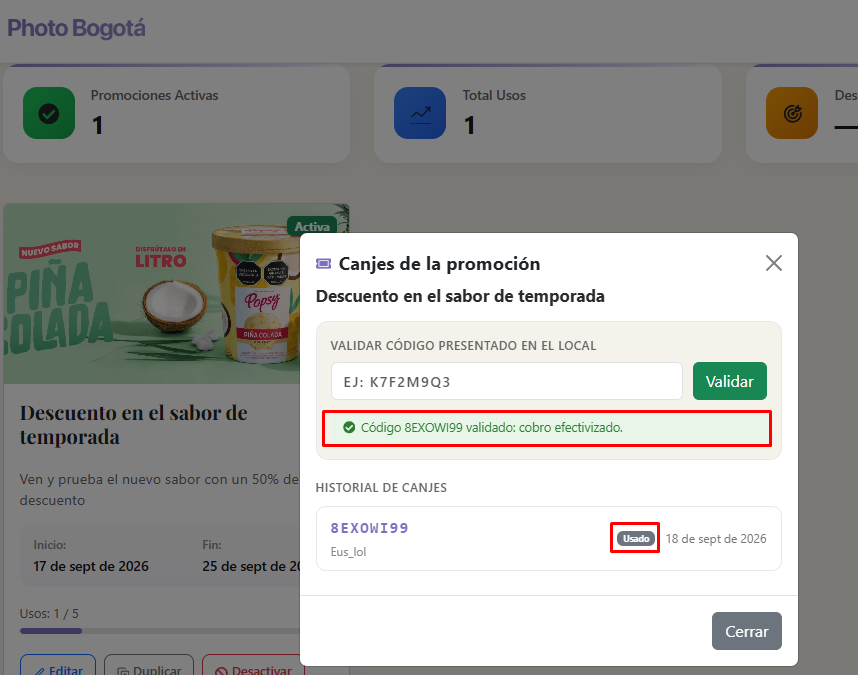 Photo Bogotá
Promociones Activas
1
Total Usos
1
Des
Activa
NUEVO SABOR
PIÑA
COLADA
DISFRÚTALO EN
LITRO
Popsy
PIÑA COLADA
Descuento en el sabor de
temporada
Ven y prueba el nuevo sabor con un 50% de
descuento
Inicio:
17 de sept de 2026
Fin:
25 de sept de 20
Usos: 1 / 5
Editar
Duplicar
Desactivar
Canjes de la promoción
Descuento en el sabor de temporada
VALIDAR CÓDIGO PRESENTADO EN EL LOCAL
EJ: K7F2M9Q3
Validar
Código 8EXOWI99 validado: cobro efectivizado.
HISTORIAL DE CANJES
8EXOWI99
Usado
18 de sept de 2026
Eus_lol
Cerrar